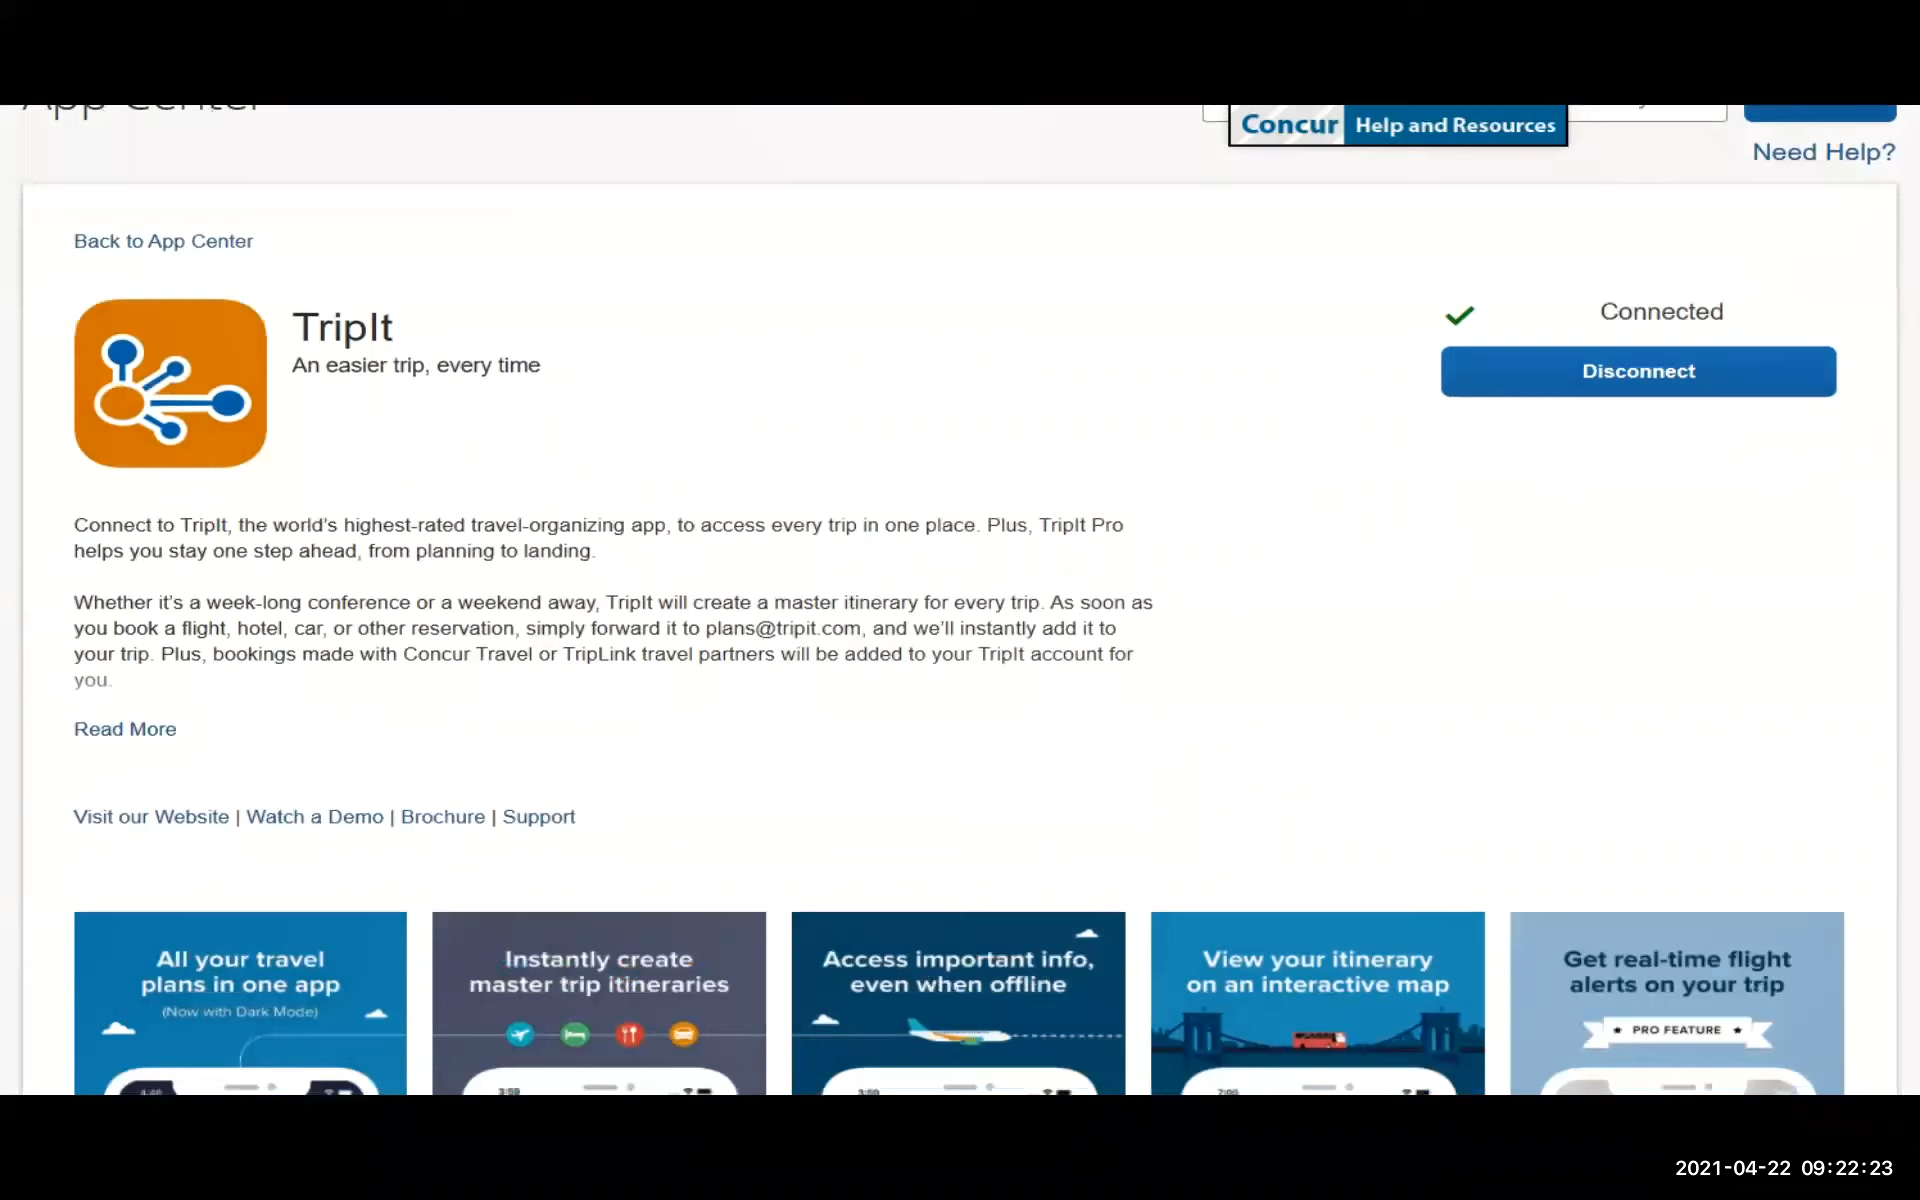 App Center
Concur Help and Resources
Need Help?
Back to App Center
TripIt
An easier trip, every time
Connected
Disconnect
Connect to TripIt, the world's highest-rated travel-organizing app, to access every trip in one place. Plus, TripIt Pro
helps you stay one step ahead, from planning to landing.
Whether it's a week-long conference or a weekend away, TripIt will create a master itinerary for every trip. As soon as
you book a flight, hotel, car, or other reservation, simply forward it to plans@tripit.com, and we'll instantly add it to
your trip. Plus, bookings made with Concur Travel or TripLink travel partners will be added to your TripIt account for
you.
Read More
Visit our Website | Watch a Demo | Brochure | Support
All your travel
plans in one app
(Now with Dark Mode)
Instantly create
master trip itineraries
Access important info,
even when offline
View your itinerary
on an interactive map
Get real-time flight
alerts on your trip
PRO FEATURE
2021-04-22 09:22:23